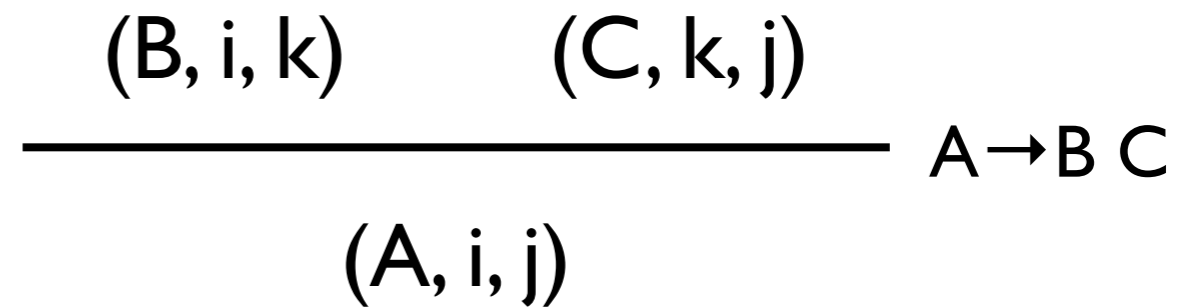 (B, i, k) (C, k, j)
A→B C
(A, i, j)